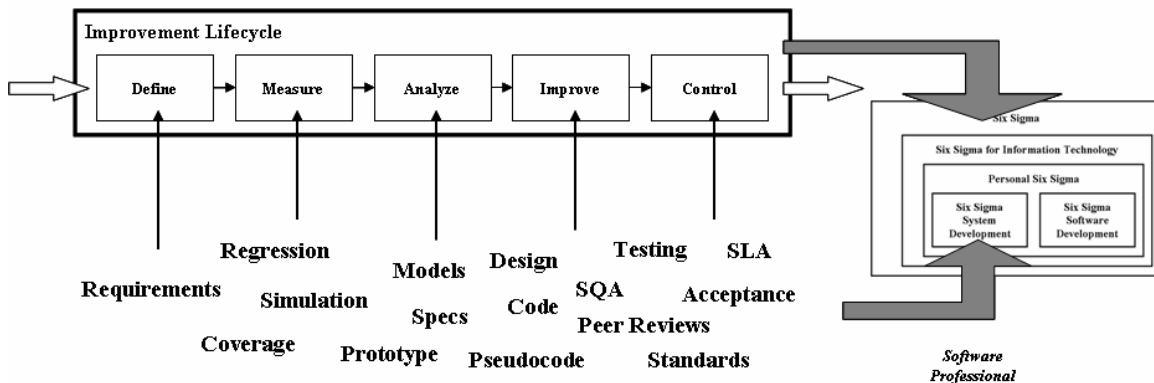 Improvement Lifecycle
Define
Measure
Analyze
Improve
Control
Six Sigma
Six Sigma for Information Technology
Personal Six Sigma
Six Sigma
System
Development
Six Sigma
Software
Development
Regression
Models
Design
Testing
SLA
Requirements
Simulation
Specs
Code
SQA
Acceptance
Peer Reviews
Coverage
Prototype
Pseudocode
Standards
Software
Professional